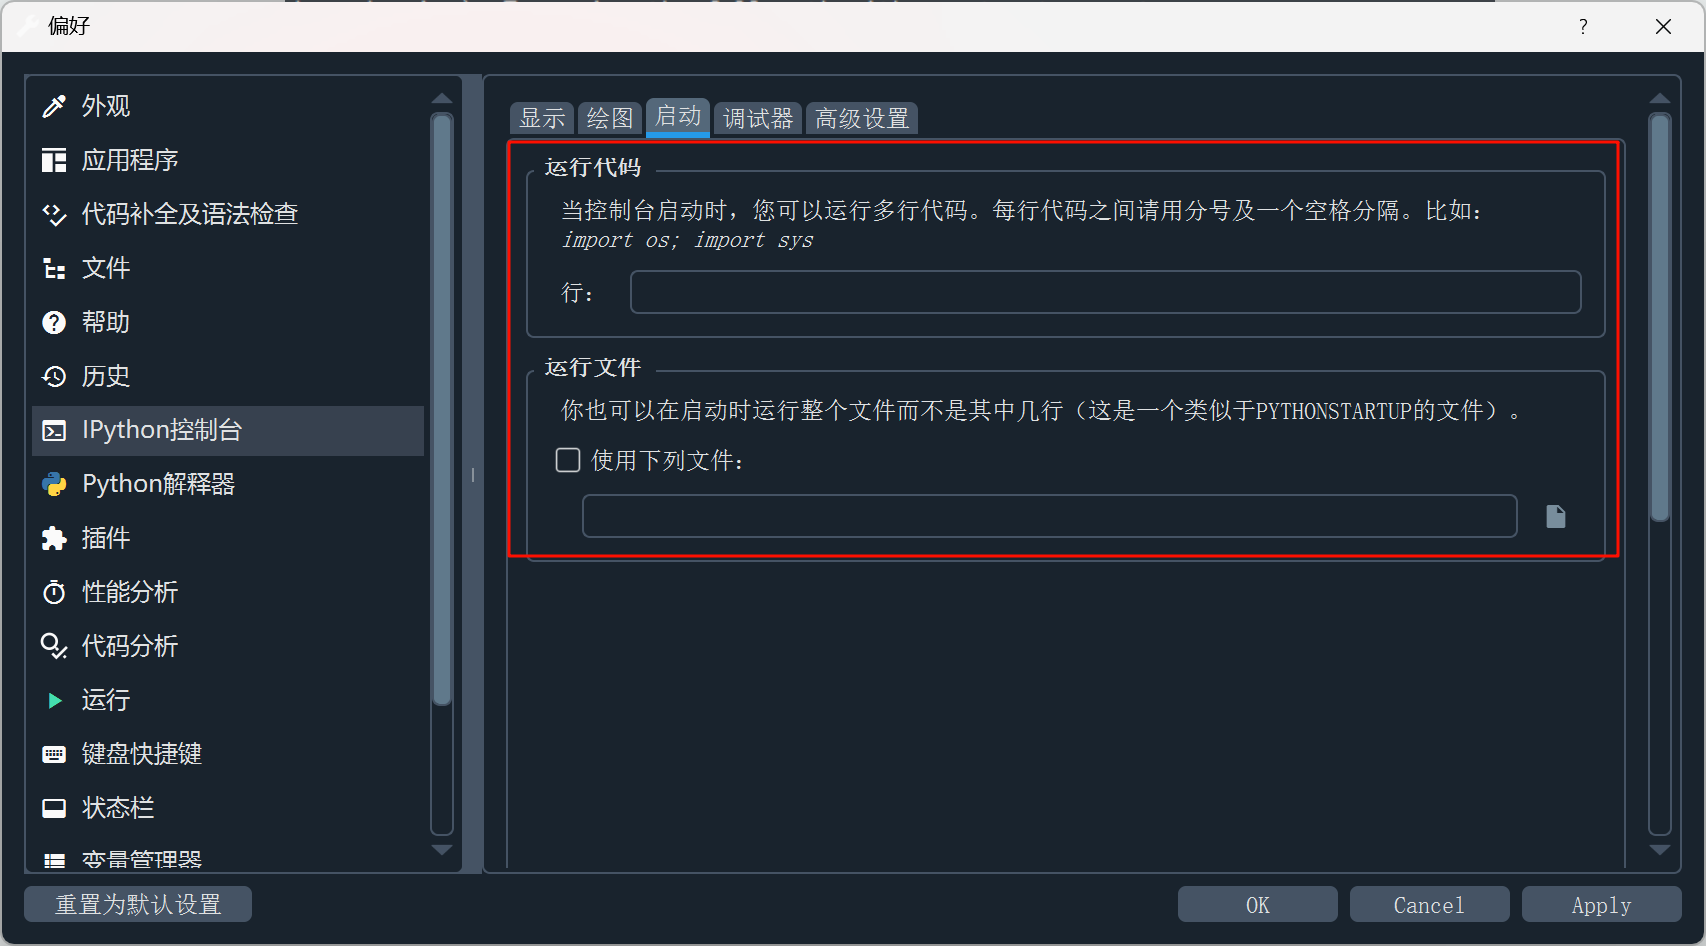 偏好
?
外观
应用程序
代码补全及语法检查
文件
帮助
历史
IPython控制台
Python解释器
插件
性能分析
代码分析
运行
键盘快捷键
状态栏
变量管理器
显示 绘图 启动 调试器 高级设置
运行代码
当控制台启动时，您可以运行多行代码。每行代码之间请用分号及一个空格分隔。比如：
import os; import sys
行：
运行文件
你也可以在启动时运行整个文件而不是其中几行（这是一个类似于PYTHONSTARTUP的文件）。
使用下列文件：
重置为默认设置
OK Cancel Apply